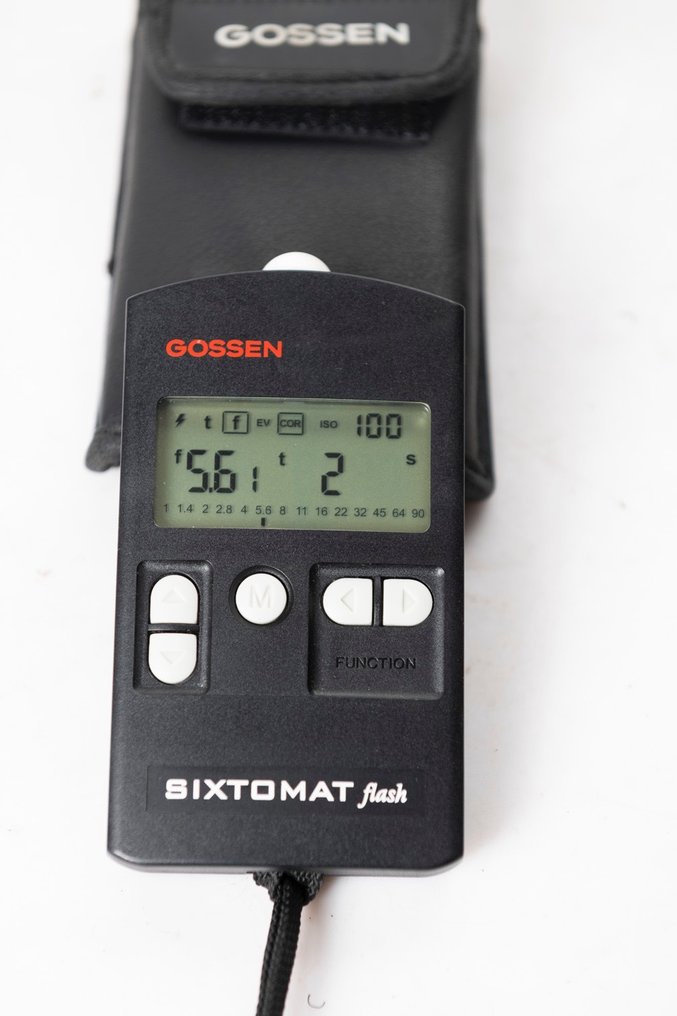 GOSSEN
GOSSEN
t f EV COR ISO 100
f 5.6 1 t 2 s
1 1.4 2 2.8 4 5.6 8 11 16 22 32 45 64 90
M
FUNCTION
SIXTOMAT flash